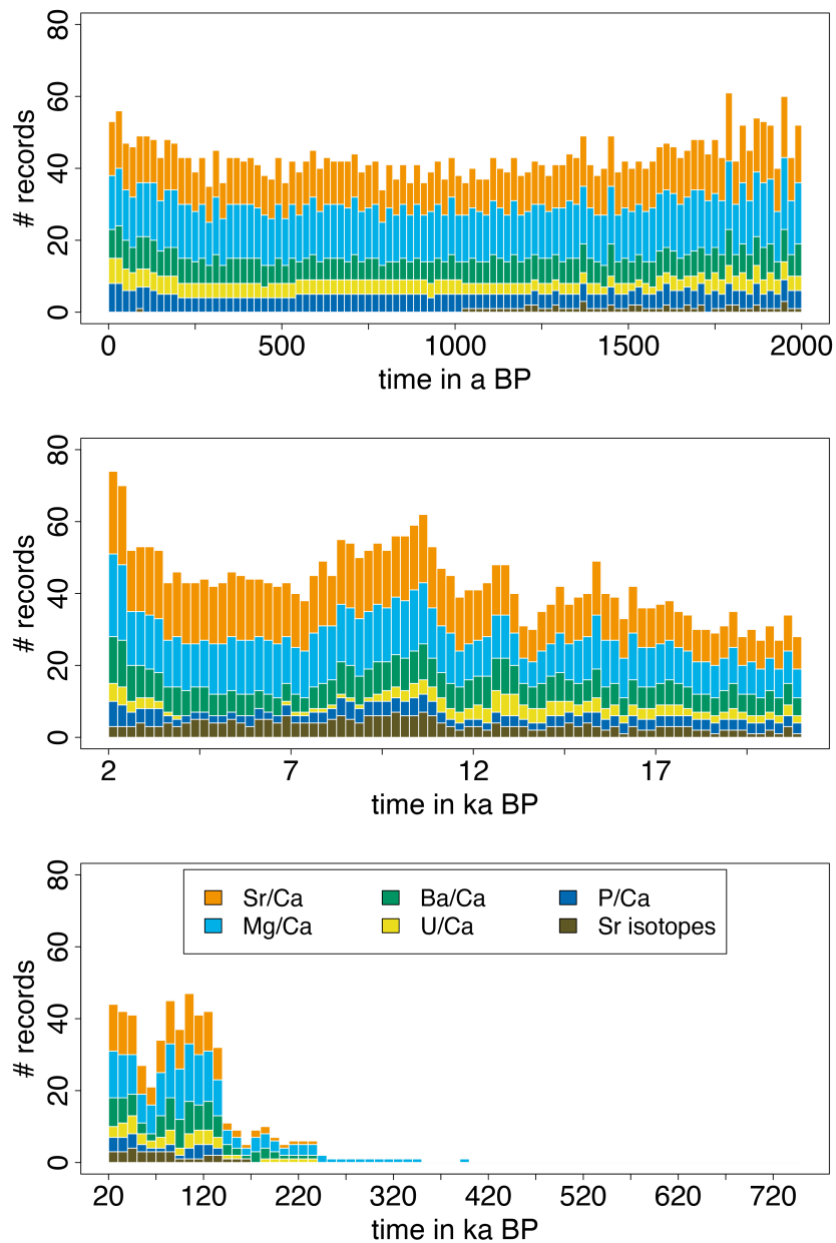 80
60
40
20
0
# records
0 500 1000 1500 2000
time in a BP
80
60
40
20
0
# records
2 7 12 17
time in ka BP
80
60
40
20
0
# records
Sr/Ca Ba/Ca P/Ca
Mg/Ca U/Ca Sr isotopes
20 120 220 320 420 520 620 720
time in ka BP